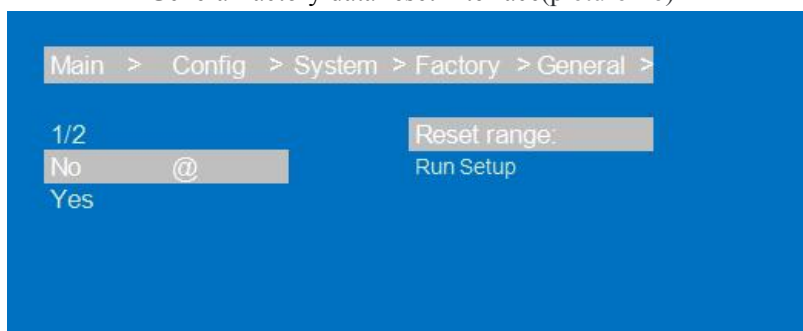 Main > Config > System > Factory > General >
1/2
Reset range:
No @
Run Setup
Yes